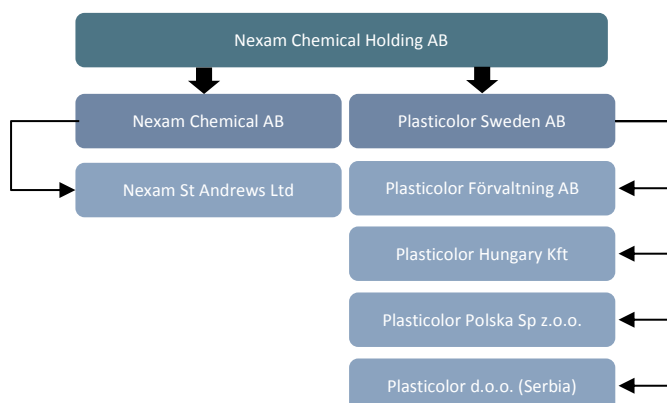 Nexam Chemical Holding AB
Nexam Chemical AB
Plasticolor Sweden AB
Nexam St Andrews Ltd
Plasticolor Förvaltning AB
Plasticolor Hungary Kft
Plasticolor Polska Sp z.o.o.
Plasticolor d.o.o. (Serbia)